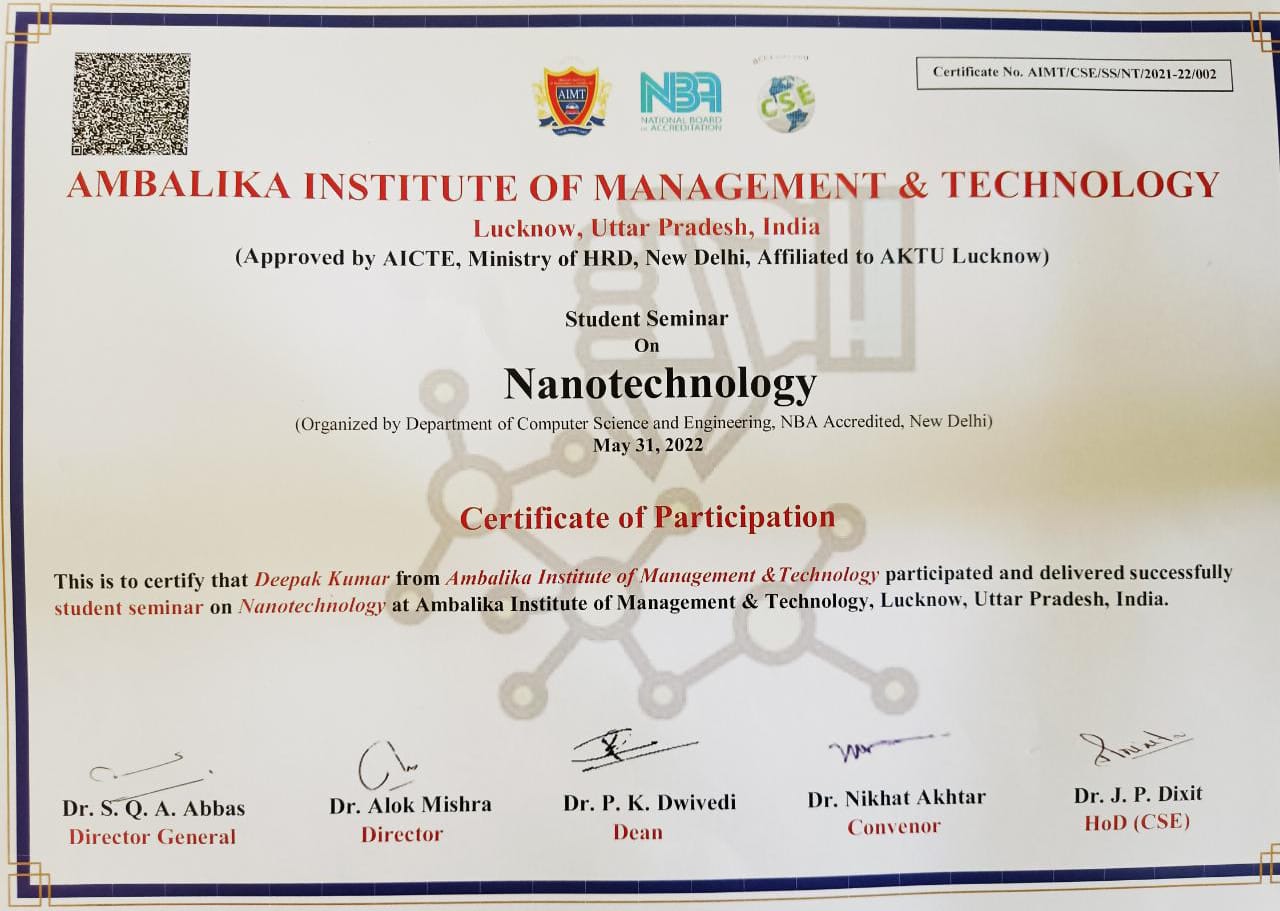 Certificate No. AIMT/CSE/SS/NT/2021-22/002
AIMT
NBA
NATIONAL BOARD
OF ACCREDITATION
CSE
AMBALIKA INSTITUTE OF MANAGEMENT & TECHNOLOGY
Lucknow, Uttar Pradesh, India
(Approved by AICTE, Ministry of HRD, New Delhi, Affiliated to AKTU Lucknow)
Student Seminar
On
Nanotechnology
(Organized by Department of Computer Science and Engineering, NBA Accredited, New Delhi)
May 31, 2022
Certificate of Participation
This is to certify that Deepak Kumar from Ambalika Institute of Management & Technology participated and delivered successfully
student seminar on Nanotechnology at Ambalika Institute of Management & Technology, Lucknow, Uttar Pradesh, India.
Dr. S. Q. A. Abbas
Director General
Dr. Alok Mishra
Director
Dr. P. K. Dwivedi
Dean
Dr. Nikhat Akhtar
Convenor
Dr. J. P. Dixit
HoD (CSE)